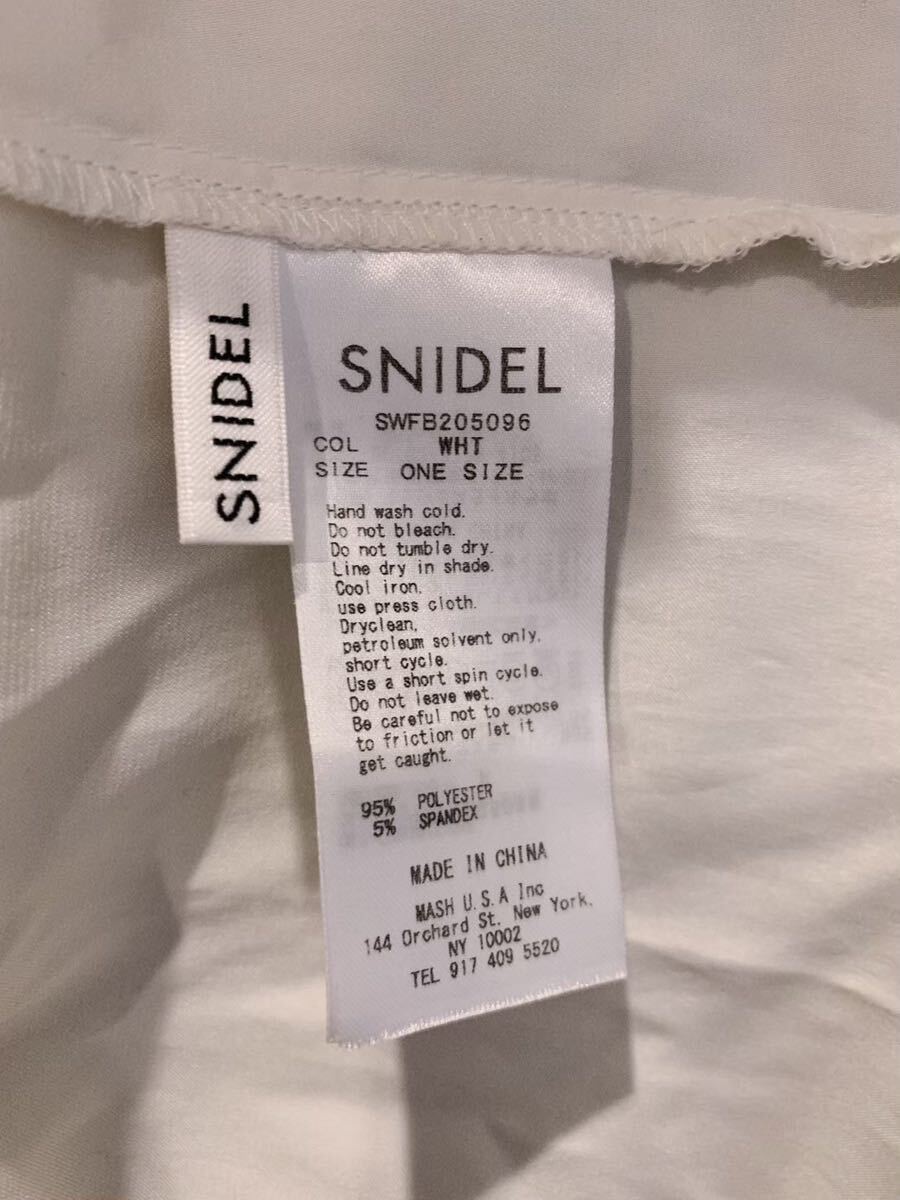 SNIDEL
SNIDEL
SWFB205096
COL WHT
SIZE ONE SIZE
Hand wash cold.
Do not bleach.
Do not tumble dry.
Line dry in shade.
Cool iron,
use press cloth.
Dryclean,
petroleum solvent only,
short cycle.
Use a short spin cycle.
Do not leave wet.
Be careful not to expose
to friction or let it
get caught.
95% POLYESTER
5% SPANDEX
MADE IN CHINA
MASH U.S.A Inc
144 Orchard St. New York,
NY 10002
TEL 917 409 5520